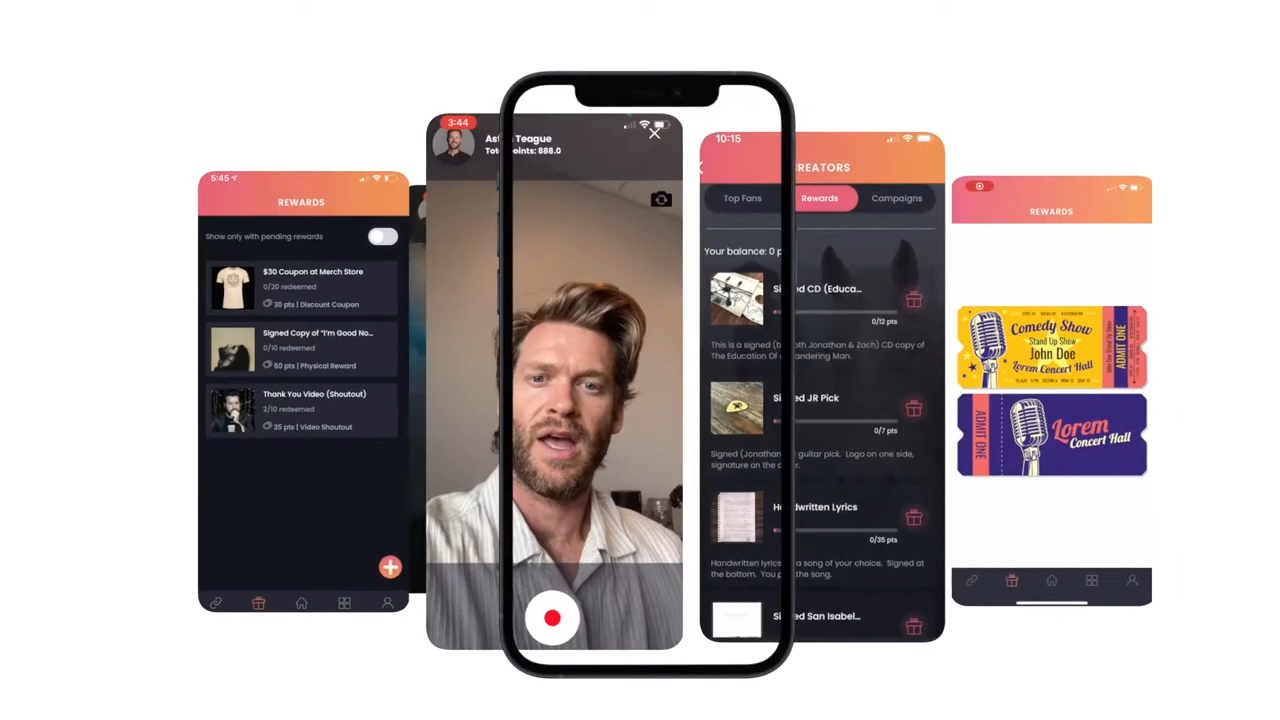 5:45
REWARDS
Show only with pending rewards
$30 Coupon at Merch Store
0/20 redeemed
30 pts | Discount Coupon
Signed Copy of "I'm Good No...
0/10 redeemed
50 pts | Physical Reward
Thank You Video (Shoutout)
2/10 redeemed
25 pts | Video Shoutout
3:44
Teague
888.0
10:15
CREATORS
Top Fans
Rewards
Campaigns
Your balance: 0 p
CD (Educa...
0/12 pts
This is a signed (b
th Jonathan & Zach) CD copy of
The Education Of
andering Man.
JR Pick
0/7 pts
Signed (Jonathan
guitar pick. Logo on one side,
signature on the
Lyrics
0/35 pts
Handwritten lyrics
a song of your choice. Signed
at the bottom. You p
the song.
San Isabel...
REWARDS
Comedy Show
Stand Up Show
John Doe
Lorem Concert Hall
ADMIT ONE
ADMIT ONE
Lorem
Concert Hall